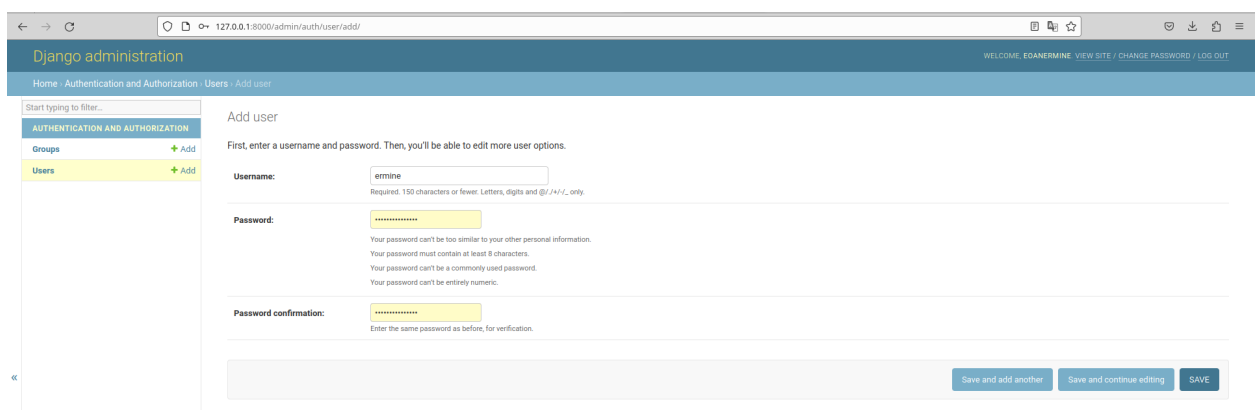 127.0.0.1:8000/admin/auth/user/add/
Django administration
WELCOME, EOANERMINE. VIEW SITE / CHANGE PASSWORD / LOG OUT
Home › Authentication and Authorization › Users › Add user
Start typing to filter...
AUTHENTICATION AND AUTHORIZATION
Groups + Add
Users + Add
Add user
First, enter a username and password. Then, you'll be able to edit more user options.
Username: ermine
Required. 150 characters or fewer. Letters, digits and @/./+/-/_ only.
Password: •••••••••••••••
Your password can't be too similar to your other personal information.
Your password must contain at least 8 characters.
Your password can't be a commonly used password.
Your password can't be entirely numeric.
Password confirmation: •••••••••••••••
Enter the same password as before, for verification.
«
Save and add another Save and continue editing SAVE